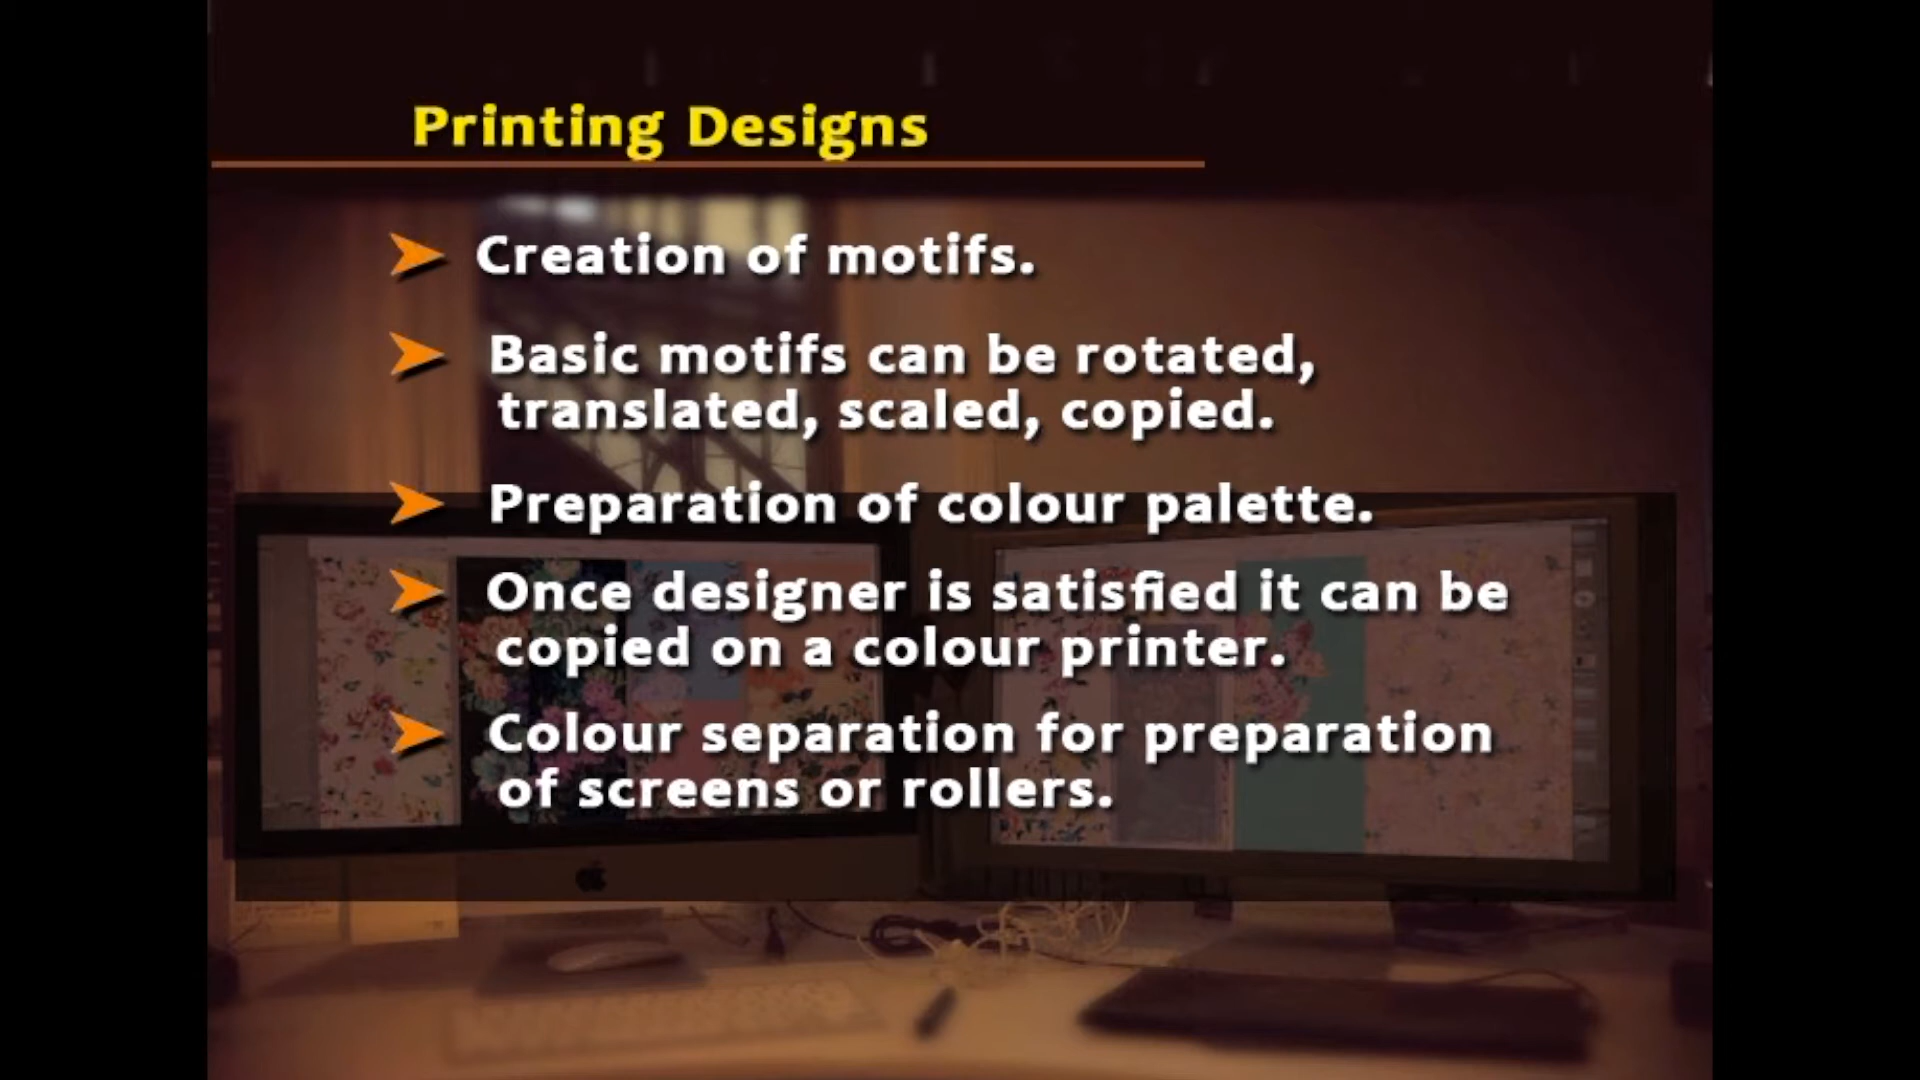 Printing Designs
Creation of motifs.
Basic motifs can be rotated,
translated, scaled, copied.
Preparation of colour palette.
Once designer is satisfied it can be
copied on a colour printer.
Colour separation for preparation
of screens or rollers.